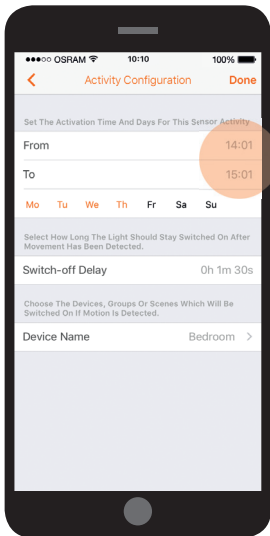 OSRAM 10:10 100%
Activity Configuration Done
Set The Activation Time And Days For This Sensor Activity
From 14:01
To 15:01
Mo Tu We Th Fr Sa Su
Select How Long The Light Should Stay Switched On After
Movement Has Been Detected.
Switch-off Delay 0h 1m 30s
Choose The Devices, Groups Or Scenes Which Will Be
Switched On If Motion Is Detected.
Device Name Bedroom